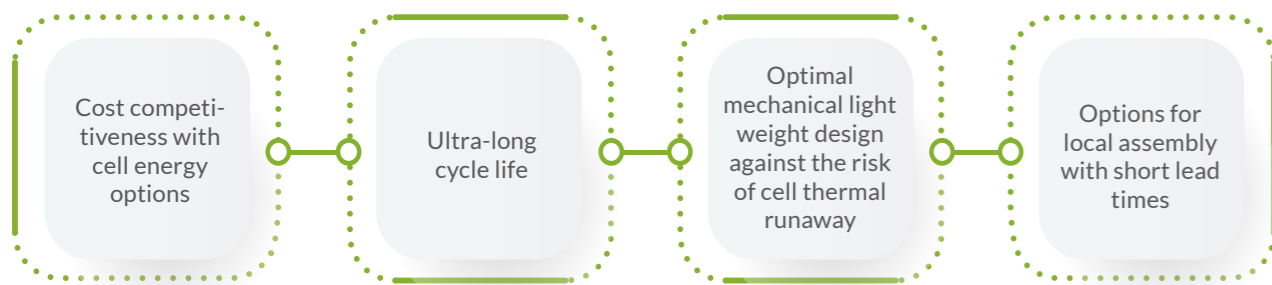 Cost competi-
tiveness with
cell energy
options
Ultra-long
cycle life
Optimal
mechanical light
weight design
against the risk
of cell thermal
runaway
Options for
local assembly
with short lead
times